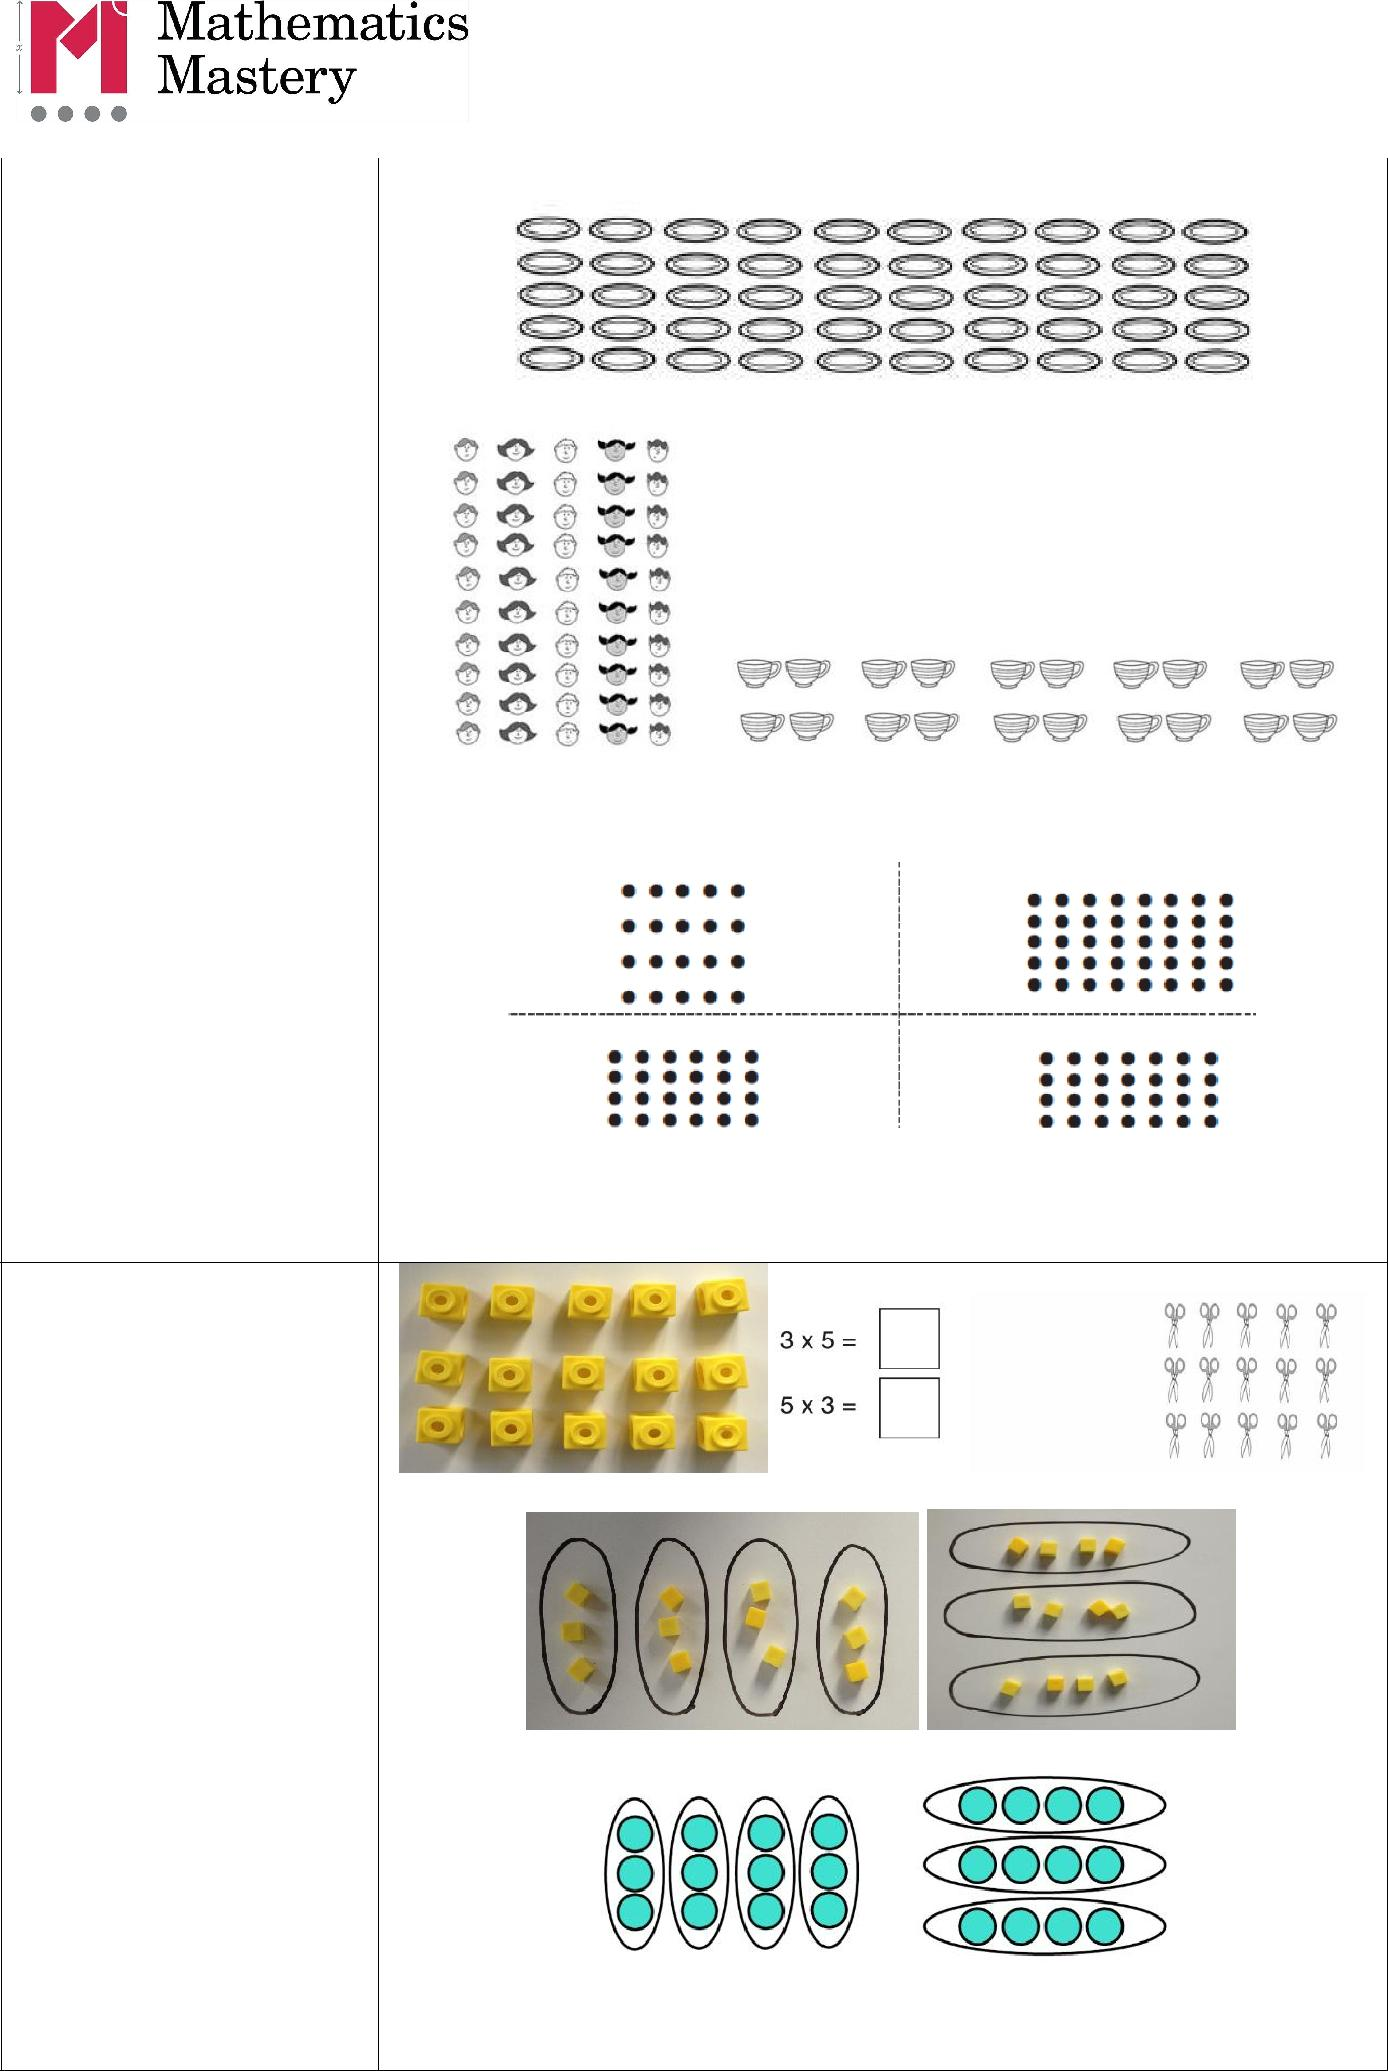 Mathematics
Mastery
3 x 5 =
5 x 3 =